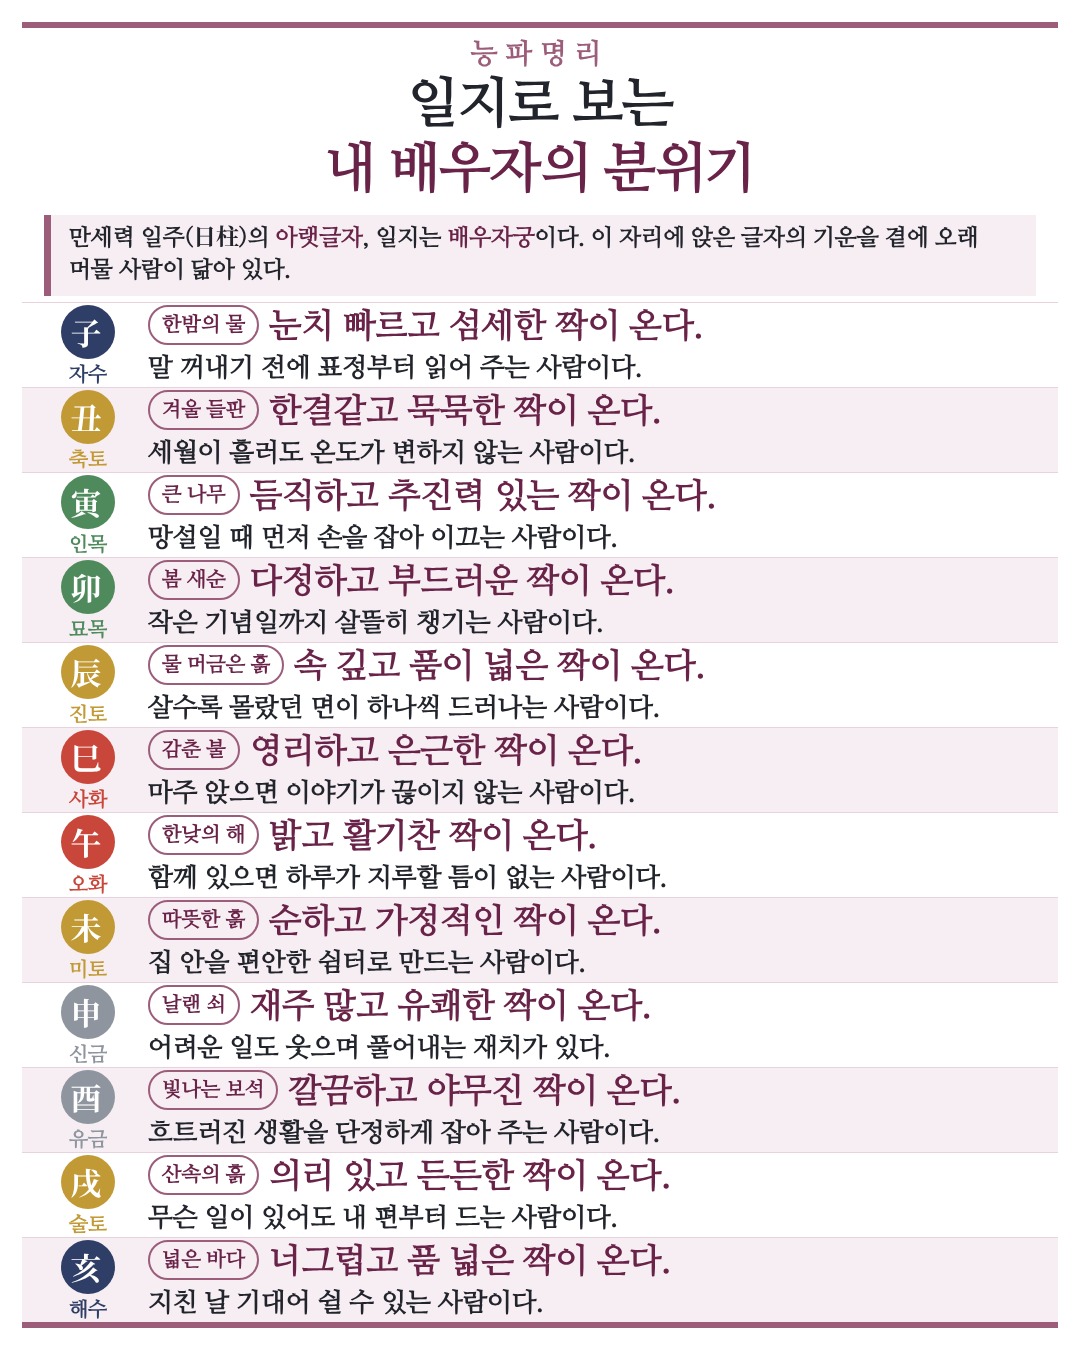 능파명리
일지로 보는
내 배우자의 분위기
만세력 일주(日柱)의 아랫글자, 일지는 배우자궁이다. 이 자리에 앉은 글자의 기운을 곁에 오래
머물 사람이 닮아 있다.
子 한밤의 물 눈치 빠르고 섬세한 짝이 온다.
자수 말 꺼내기 전에 표정부터 읽어 주는 사람이다.
丑 겨울 들판 한결같고 묵묵한 짝이 온다.
축토 세월이 흘러도 온도가 변하지 않는 사람이다.
寅 큰 나무 듬직하고 추진력 있는 짝이 온다.
인목 망설일 때 먼저 손을 잡아 이끄는 사람이다.
卯 봄 새순 다정하고 부드러운 짝이 온다.
묘목 작은 기념일까지 살뜰히 챙기는 사람이다.
辰 물 머금은 흙 속 깊고 품이 넓은 짝이 온다.
진토 살수록 몰랐던 면이 하나씩 드러나는 사람이다.
巳 감춘 불 영리하고 은근한 짝이 온다.
사화 마주 앉으면 이야기가 끊이지 않는 사람이다.
午 한낮의 해 밝고 활기찬 짝이 온다.
오화 함께 있으면 하루가 지루할 틈이 없는 사람이다.
未 따뜻한 흙 순하고 가정적인 짝이 온다.
미토 집 안을 편안한 쉼터로 만드는 사람이다.
申 날랜 쇠 재주 많고 유쾌한 짝이 온다.
신금 어려운 일도 웃으며 풀어내는 재치가 있다.
酉 빛나는 보석 깔끔하고 야무진 짝이 온다.
유금 흐트러진 생활을 단정하게 잡아 주는 사람이다.
戌 산속의 흙 의리 있고 든든한 짝이 온다.
술토 무슨 일이 있어도 내 편부터 드는 사람이다.
亥 넓은 바다 너그럽고 품 넓은 짝이 온다.
해수 지친 날 기대어 쉴 수 있는 사람이다.